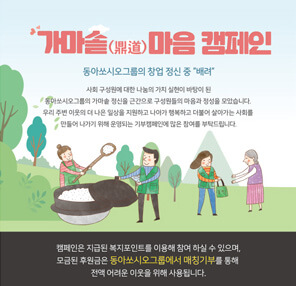 "가마솥(鼎道) 마음 캠페인
동아쏘시오그룹의 창업 정신 중 "배려"
사회 구성원에 대한 나눔의 가치 실현이 바탕이 된
동아쏘시오그룹의 가마솥 정신을 근간으로 구성원들의 마음과 정성을 모았습니다.
우리 주변 이웃의 더 나은 일상을 지원하고 나아가 행복하고 더불어 살아가는 사회를
만들어 나가기 위해 운영되는 기부캠페인에 많은 참여를 부탁드립니다.
캠페인은 지급된 복지포인트를 이용해 참여 하실 수 있으며,
모금된 후원금은 동아쏘시오그룹에서 매칭기부를 통해
전액 어려운 이웃을 위해 사용됩니다.